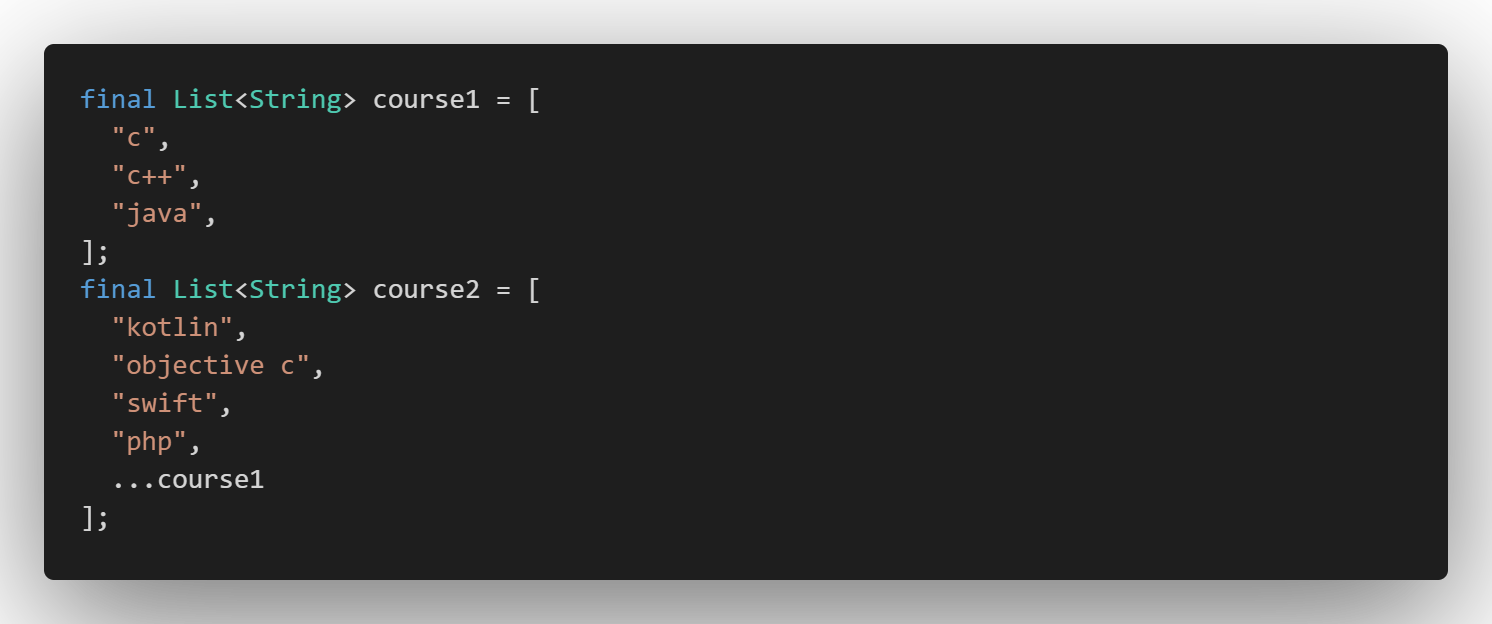 final List<String> course1 = [
  "c",
  "c++",
  "java",
];
final List<String> course2 = [
  "kotlin",
  "objective c",
  "swift",
  "php",
  ...course1
];